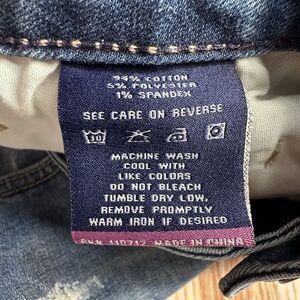 94% COTTON
5% POLYESTER
1% SPANDEX
SEE CARE ON REVERSE
30
MACHINE WASH
COOL WITH
LIKE COLORS
DO NOT BLEACH
TUMBLE DRY LOW.
REMOVE PROMPTLY
WARM IRON IF DESIRED
RN# 110712 MADE IN CHINA